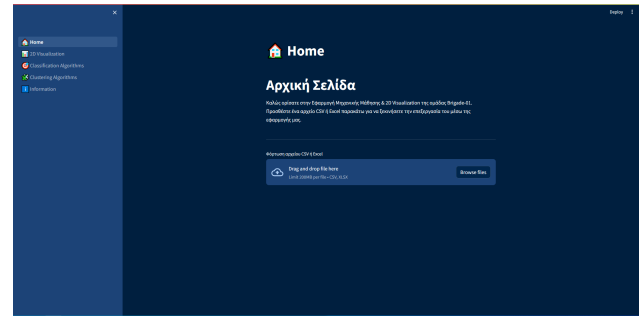 Deploy
Home
2D Visualization
Classification Algorithms
Clustering Algorithms
Information
Home
Αρχική Σελίδα
Καλώς ορίσατε στην Εφαρμογή Μηχανικής Μάθησης & 2D Visualization της ομάδας Brigade-01.
Προσθέστε ένα αρχείο CSV ή Excel παρακάτω για να ξεκινήσετε την επεξεργασία του μέσω της
εφαρμογής μας.
Φόρτωση αρχείου CSV ή Excel
Drag and drop file here
Limit 200MB per file • CSV, XLSX
Browse files